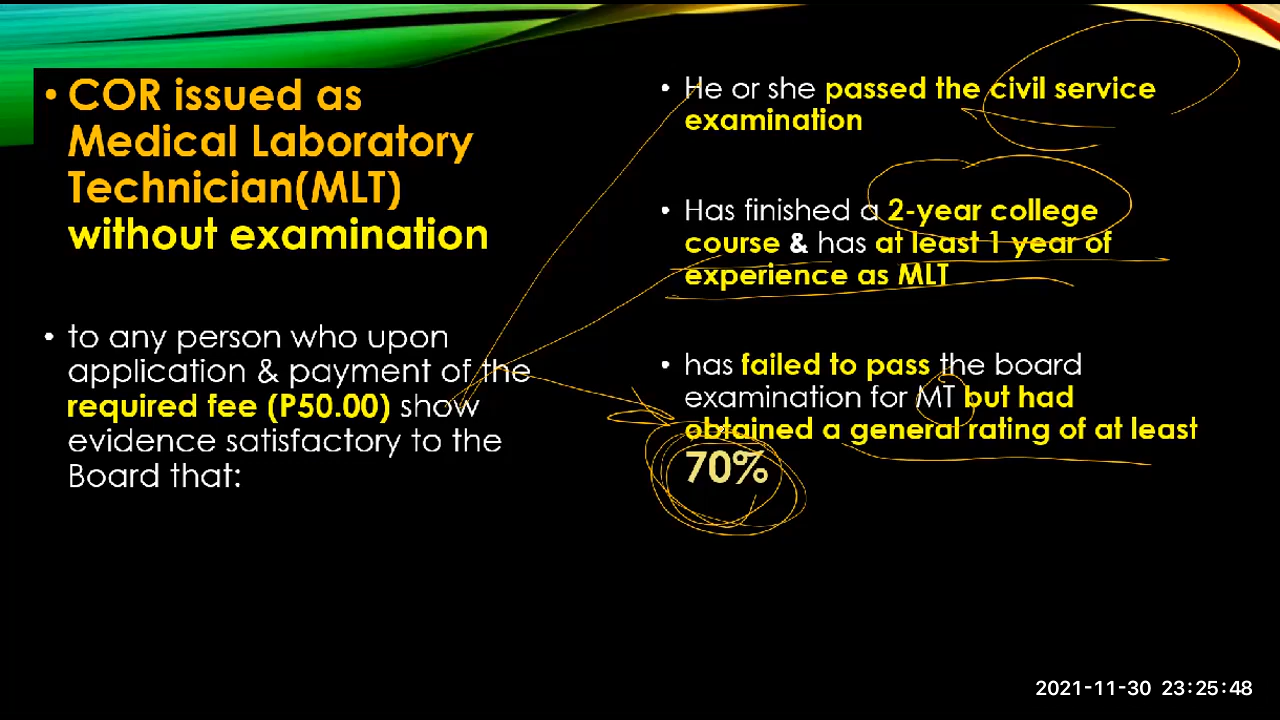 • COR issued as
Medical Laboratory
Technician(MLT)
without examination
• to any person who upon
application & payment of the
required fee (P50.00) show
evidence satisfactory to the
Board that:
• He or she passed the civil service
examination
• Has finished a 2-year college
course & has at least 1 year of
experience as MLT
• has failed to pass the board
examination for MT but had
obtained a general rating of at least
70%
2021-11-30 23:25:48